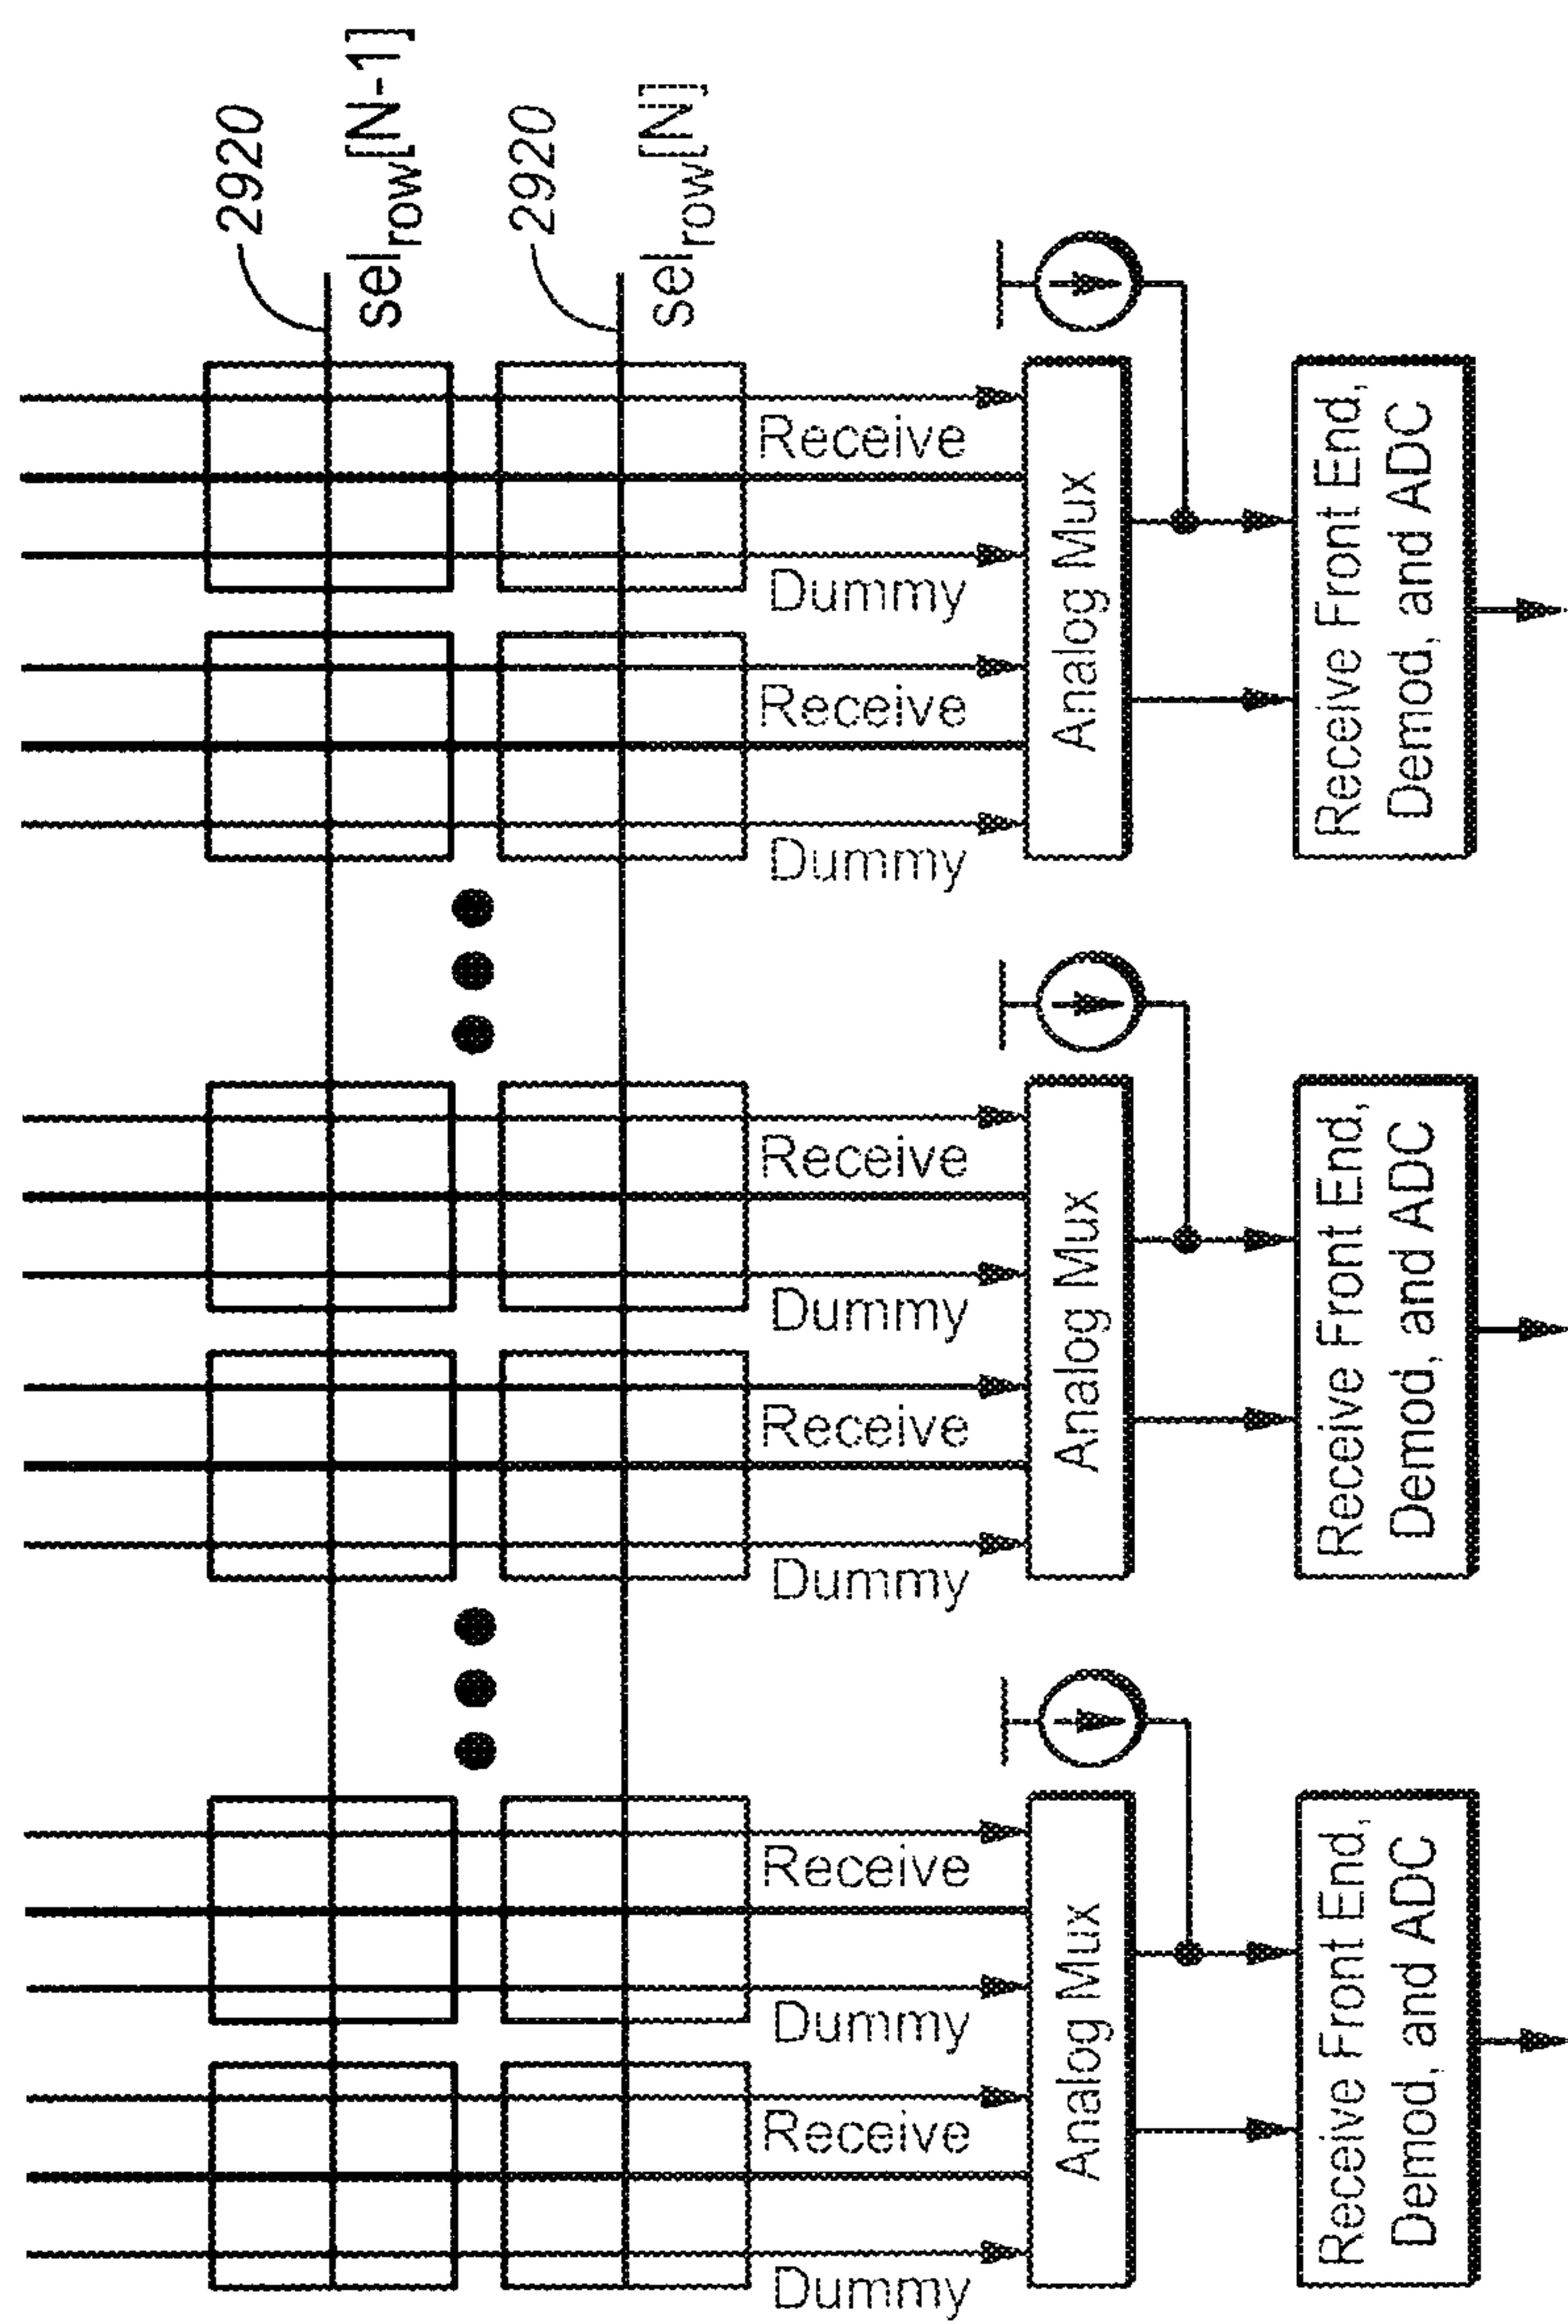 2920
sel_row[N-1]
2920
sel_row[N]
Receive
Dummy
Receive
Dummy
Receive
Dummy
Receive
Dummy
Receive
Dummy
Receive
Dummy
Analog Mux
Analog Mux
Analog Mux
Receive Front End,
Demod, and ADC
Receive Front End,
Demod, and ADC
Receive Front End,
Demod, and ADC